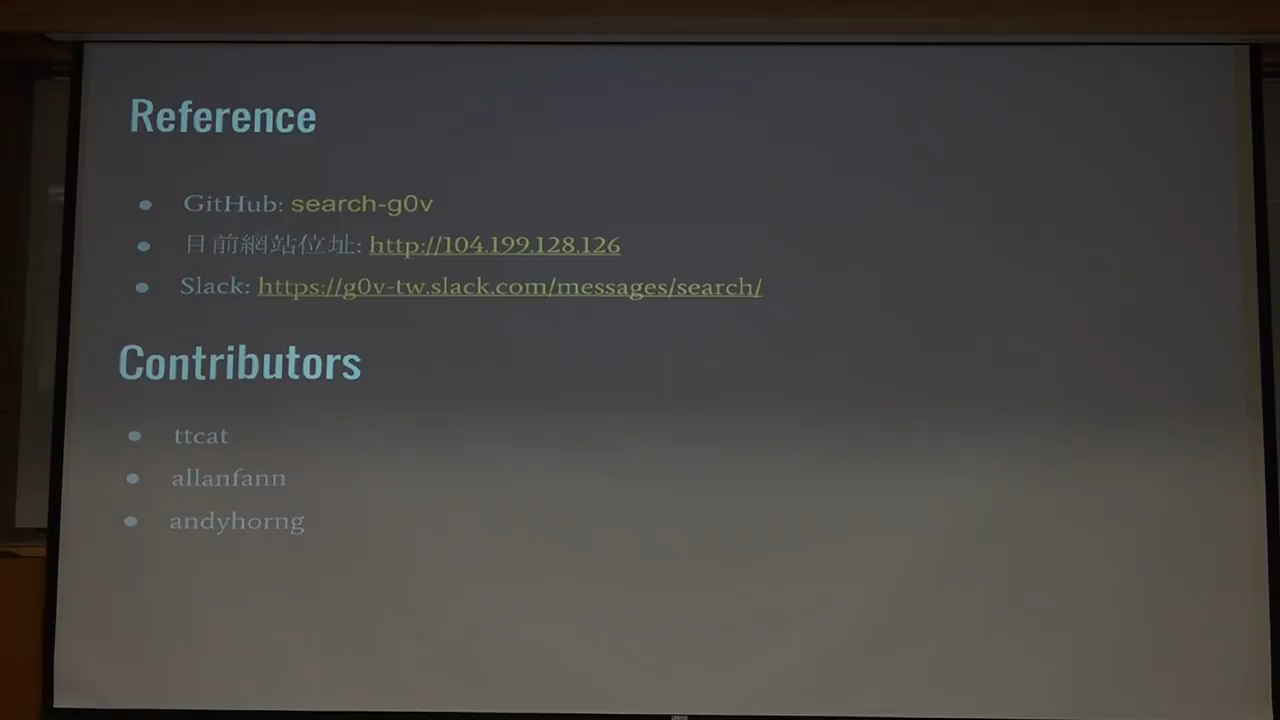 Reference
GitHub: search-g0v
目前網站位址: http://104.199.128.126
Slack: https://g0v-tw.slack.com/messages/search/
Contributors
ttcat
allanfann
andyhorng